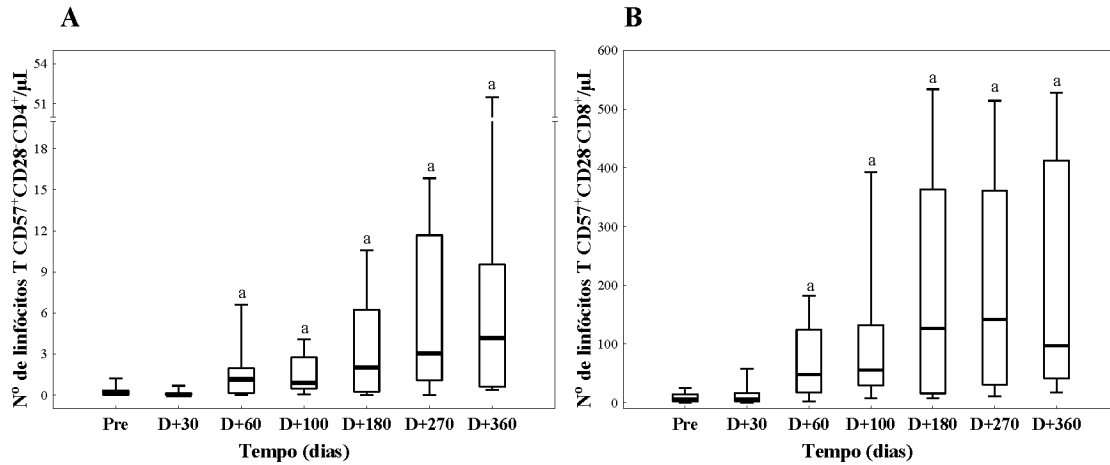 A
Nº de linfócitos T CD57⁺CD28⁻CD4⁺/µL
54
51
18
15
12
9
6
3
0
a
a
a
a
a
Pre D+30 D+60 D+100 D+180 D+270 D+360
Tempo (dias)
B
Nº de linfócitos T CD57⁺CD28⁻CD8⁺/µL
600
500
400
300
200
100
0
a
a
a
a
a
Pre D+30 D+60 D+100 D+180 D+270 D+360
Tempo (dias)